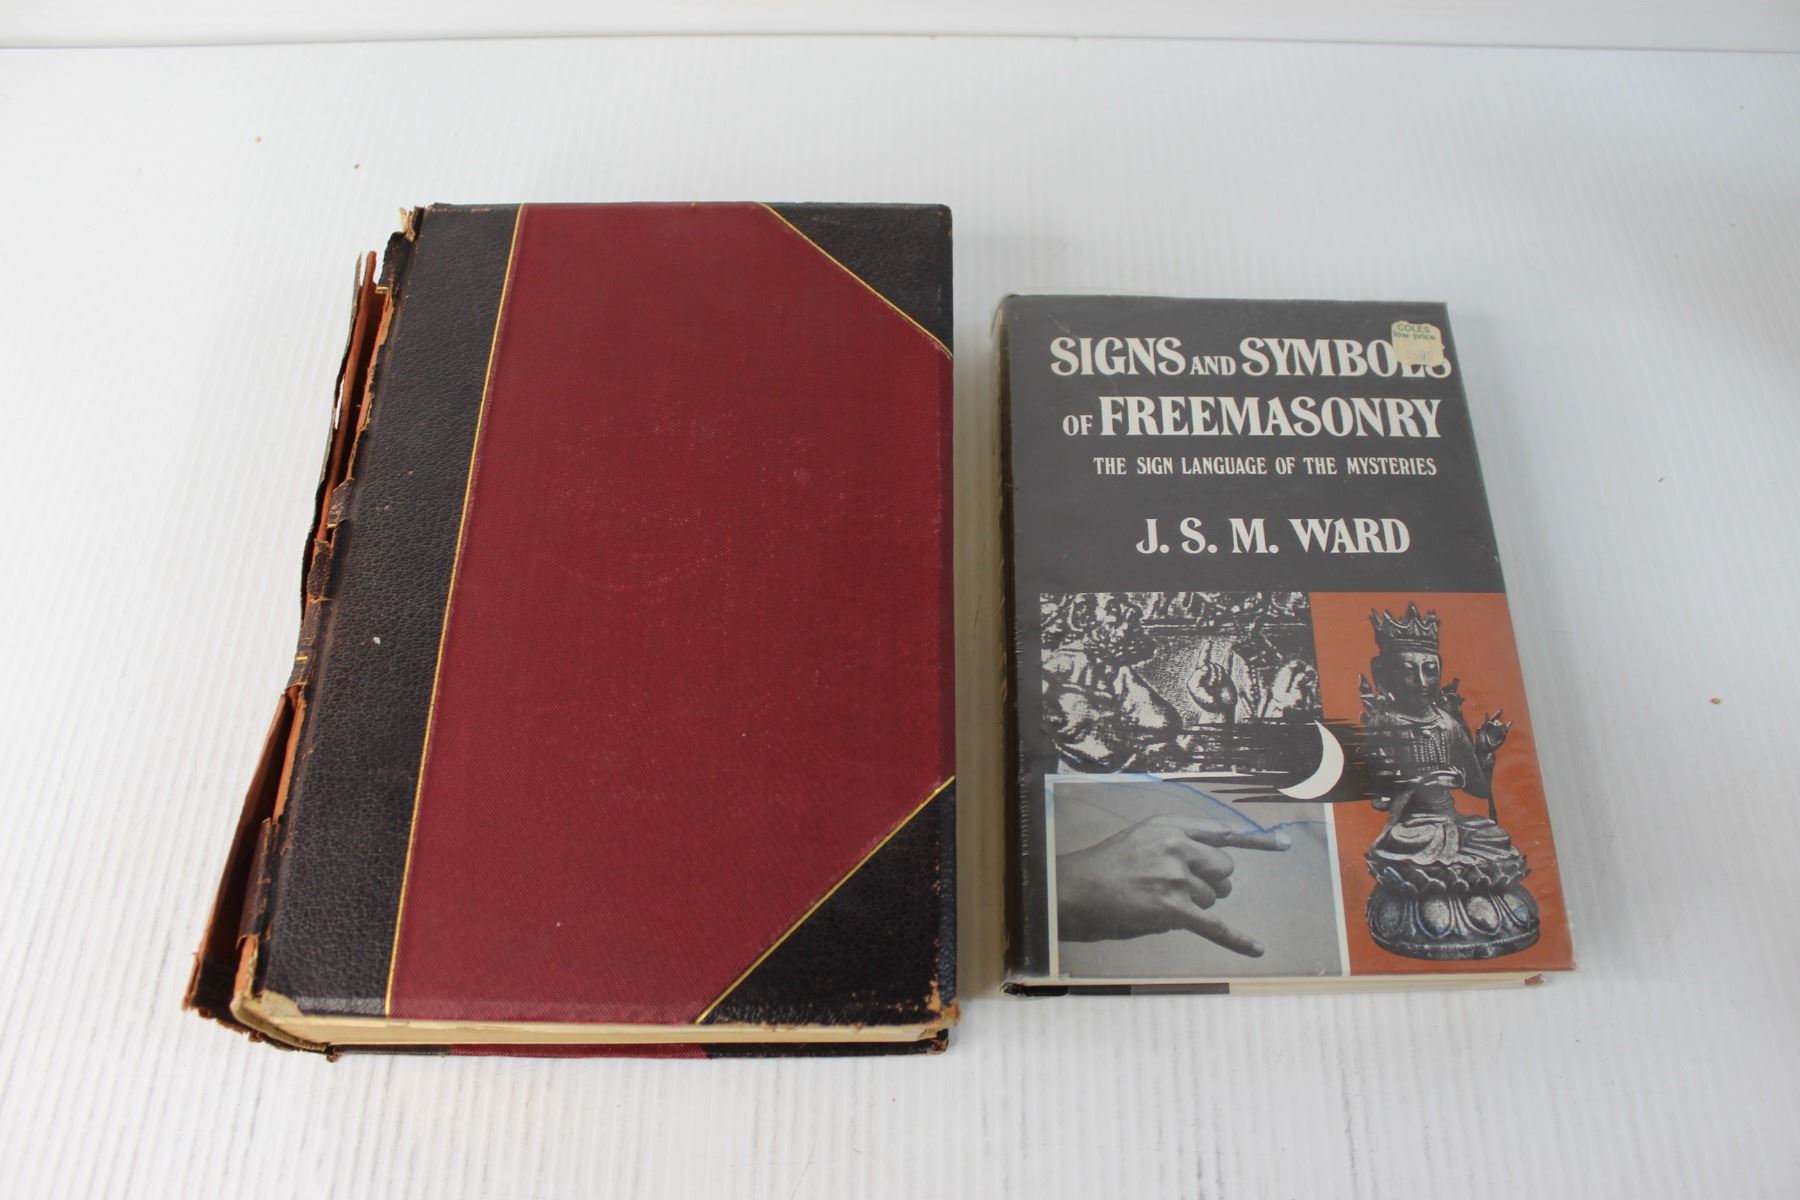 COLES
low price
SIGNS AND SYMBOLS
OF FREEMASONRY
THE SIGN LANGUAGE OF THE MYSTERIES
J. S. M. WARD